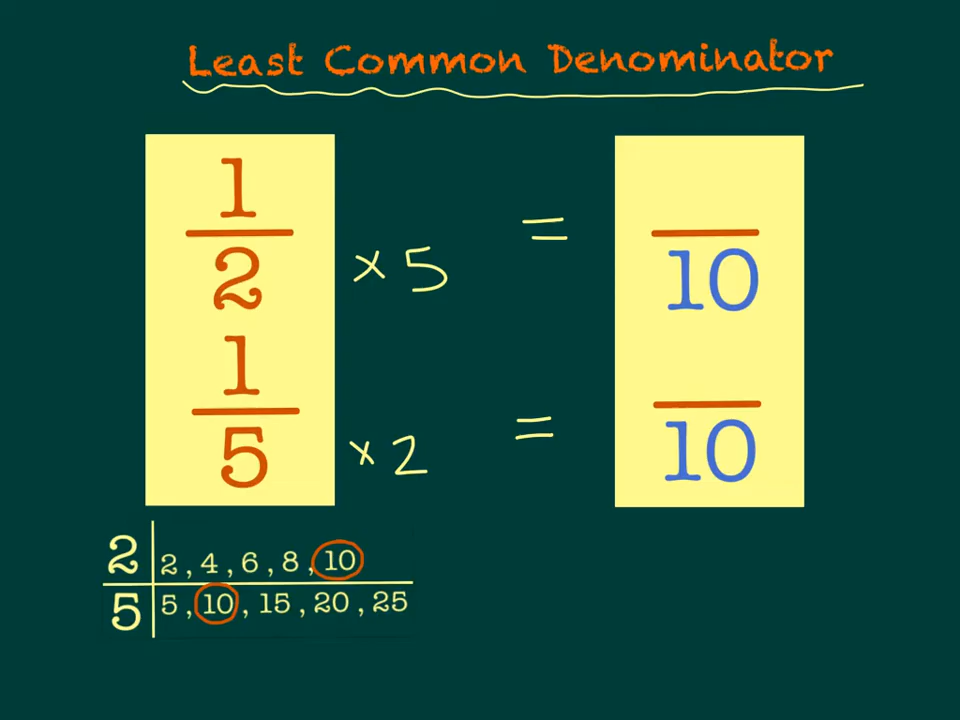 Least Common Denominator
1
2 × 5 = 10
1
5 × 2 = 10
2 2, 4, 6, 8, 10
5 5, 10, 15, 20, 25